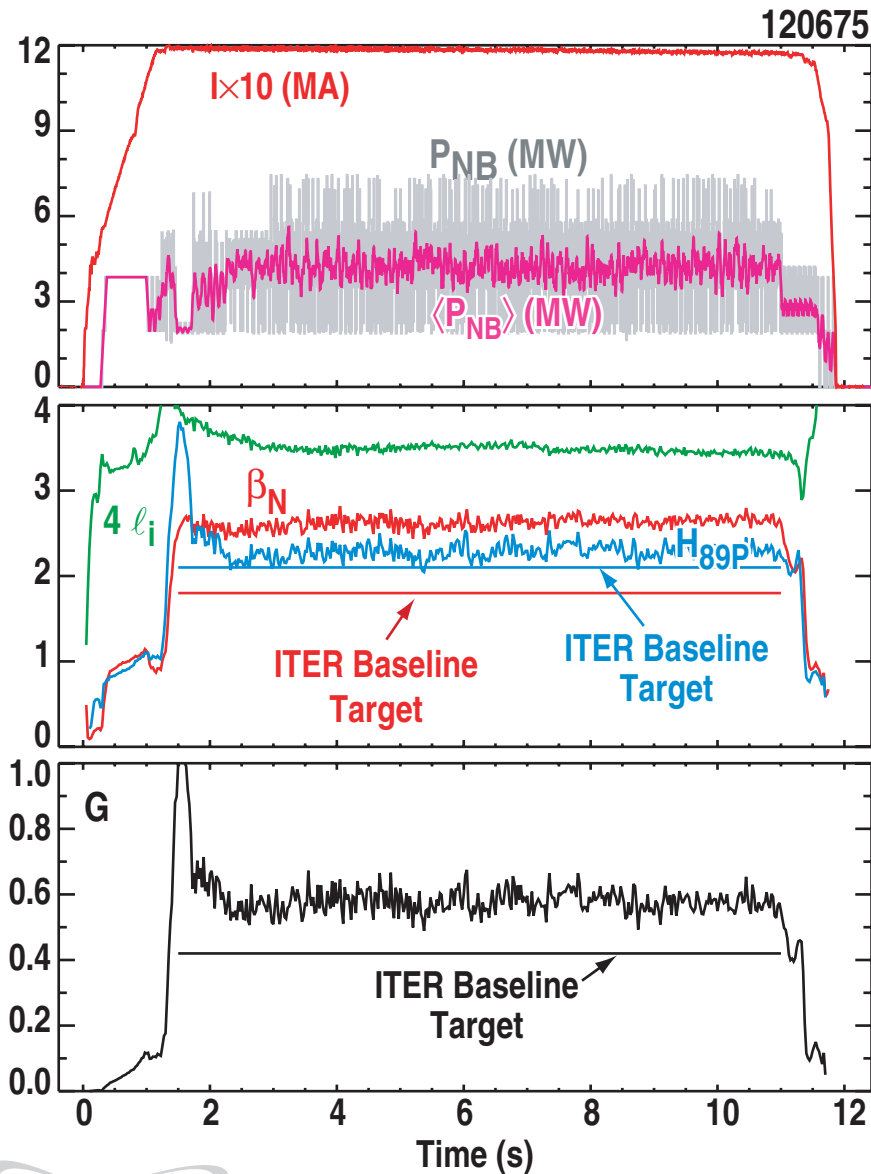 120675
12
I×10 (MA)
9
P_NB (MW)
6
3
⟨P_NB⟩ (MW)
0
4
β_N
3
4 ℓ_i
H_89P
2
ITER Baseline
Target
ITER Baseline
Target
1
0
1.0
G
0.8
0.6
0.4
ITER Baseline
Target
0.2
0.0
0 2 4 6 8 10 12
Time (s)